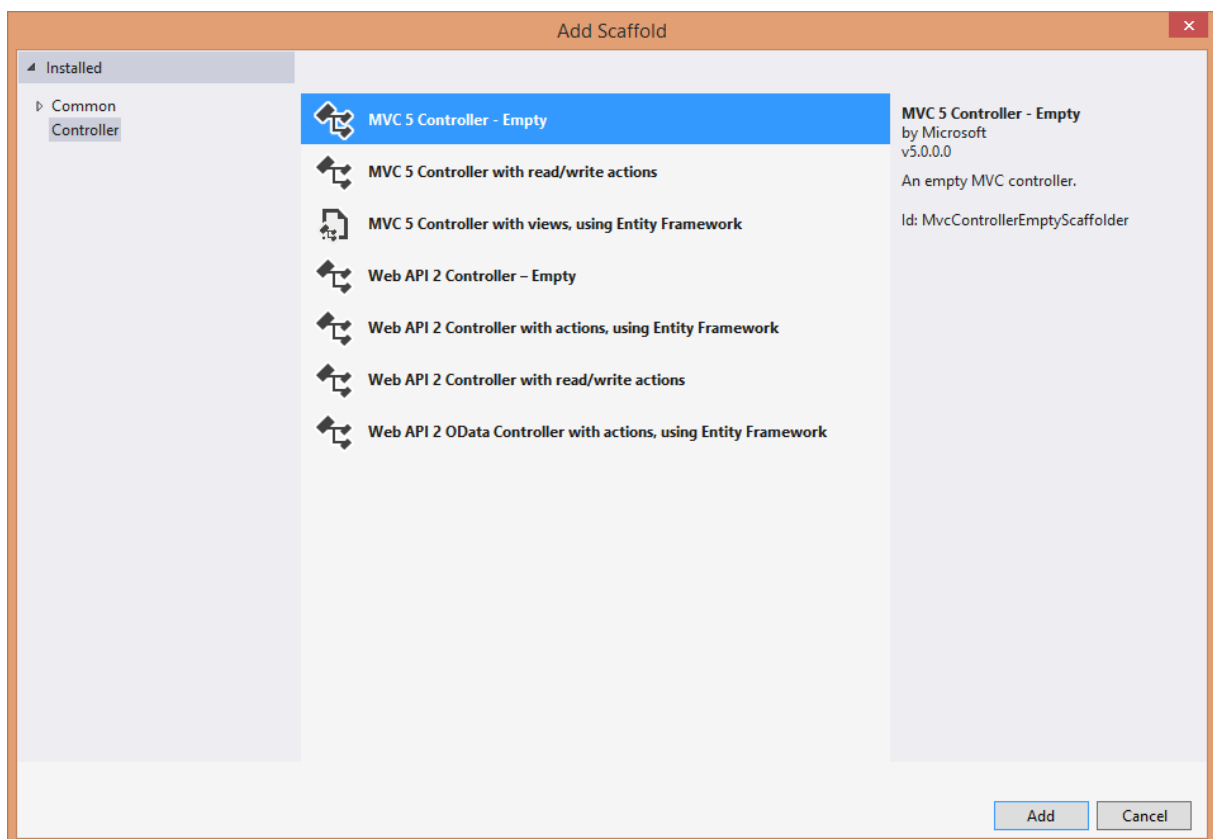 Add Scaffold
Installed
Common
Controller
MVC 5 Controller - Empty
MVC 5 Controller with read/write actions
MVC 5 Controller with views, using Entity Framework
Web API 2 Controller – Empty
Web API 2 Controller with actions, using Entity Framework
Web API 2 Controller with read/write actions
Web API 2 OData Controller with actions, using Entity Framework
MVC 5 Controller - Empty
by Microsoft
v5.0.0.0
An empty MVC controller.
Id: MvcControllerEmptyScaffolder
Add
Cancel